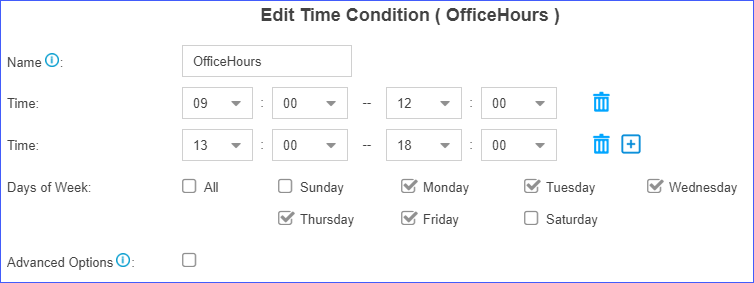 Edit Time Condition ( OfficeHours )
Name i: OfficeHours
Time: 09 : 00 -- 12 : 00
Time: 13 : 00 -- 18 : 00
Days of Week: All Sunday Monday Tuesday Wednesday
Thursday Friday Saturday
Advanced Options i: